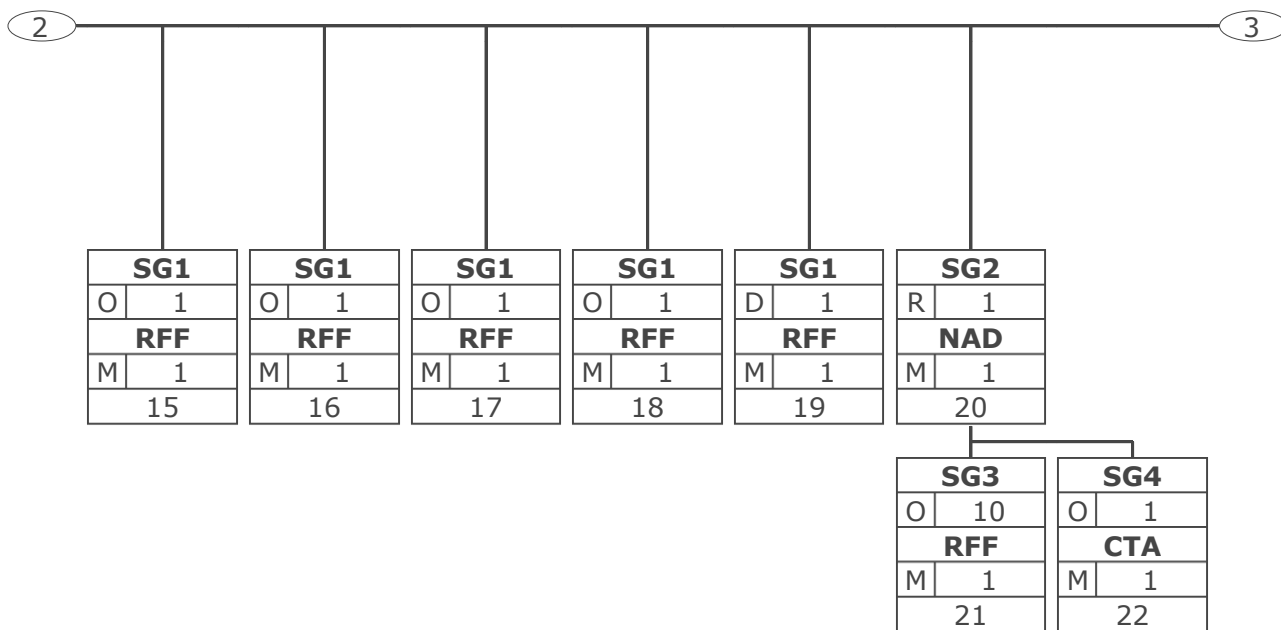 2 3
SG1 SG1 SG1 SG1 SG1 SG2
O 1 O 1 O 1 O 1 D 1 R 1
RFF RFF RFF RFF RFF NAD
M 1 M 1 M 1 M 1 M 1 M 1
15 16 17 18 19 20
SG3 SG4
O 10 O 1
RFF CTA
M 1 M 1
21 22